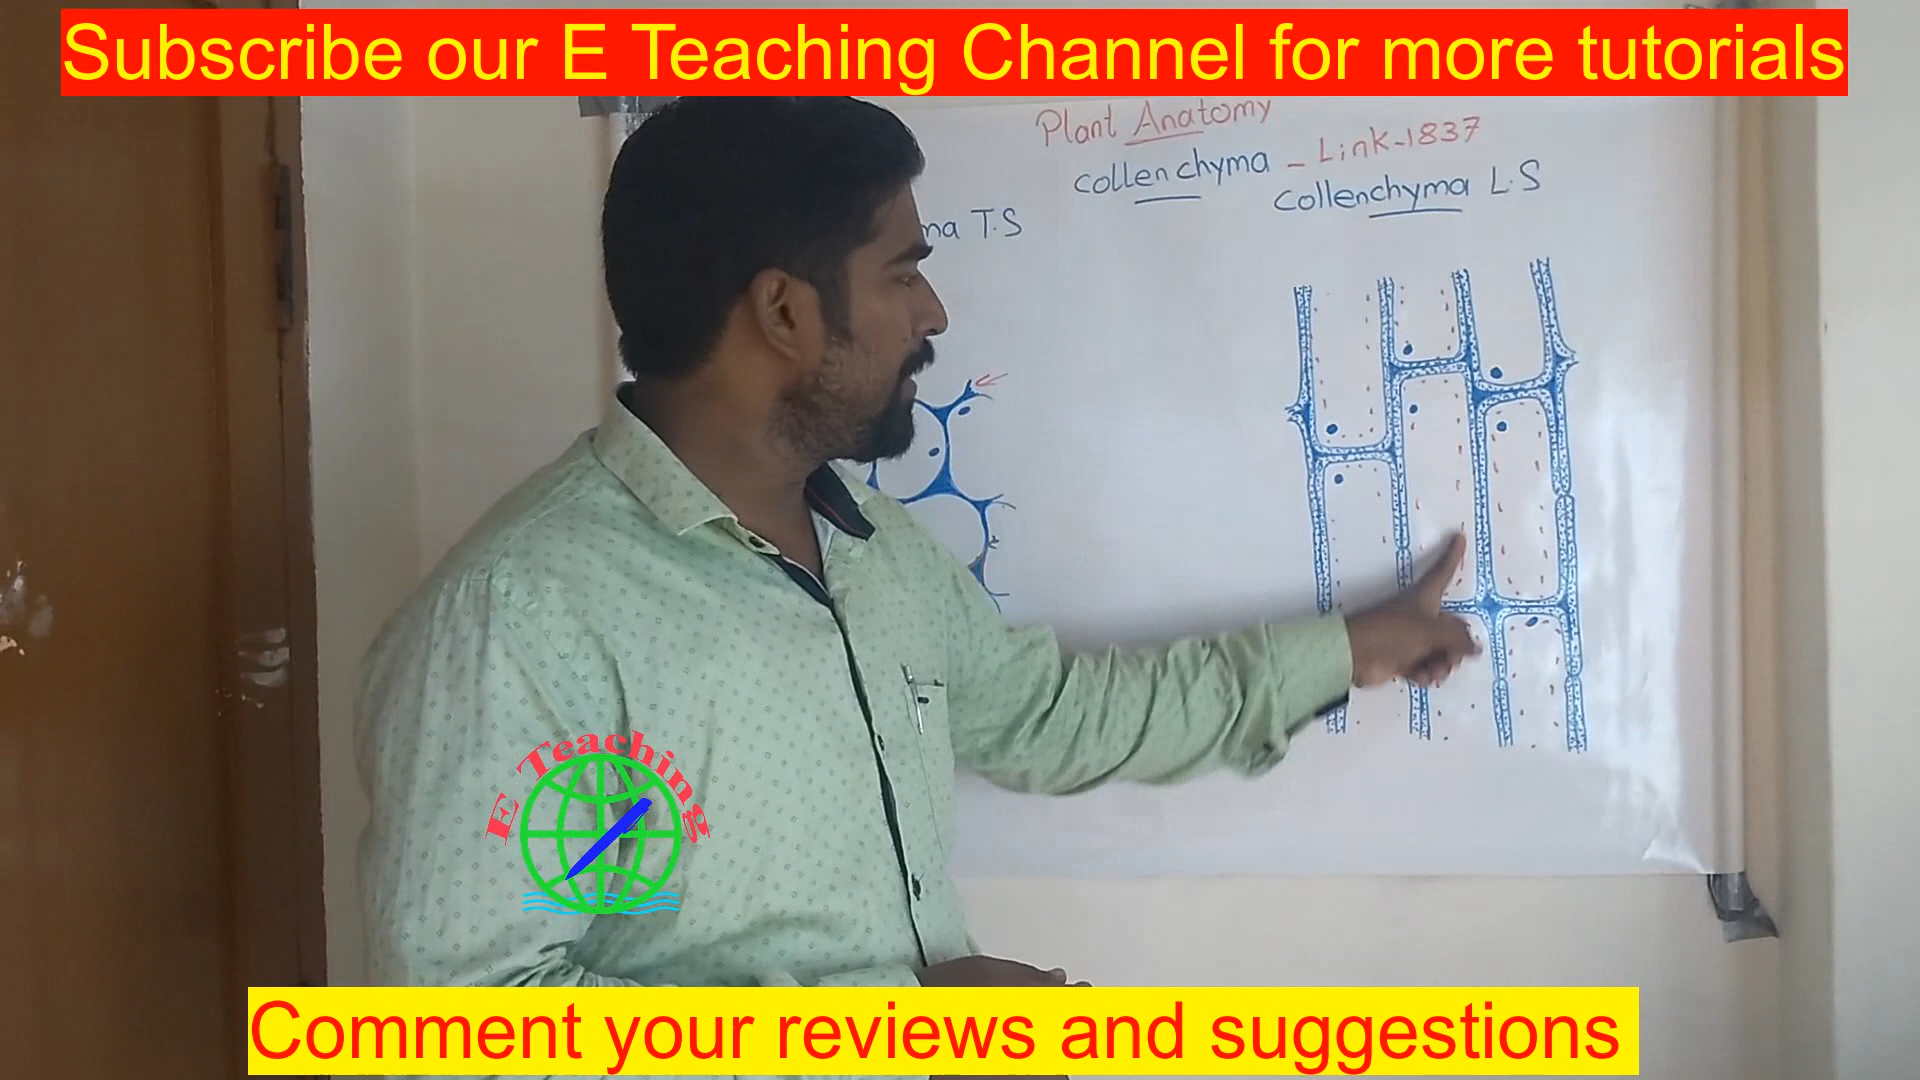 Subscribe our E Teaching Channel for more tutorials
Plant Anatomy
Collenchyma - Link-1837
T.S
Collenchyma L.S
E Teaching
Comment your reviews and suggestions